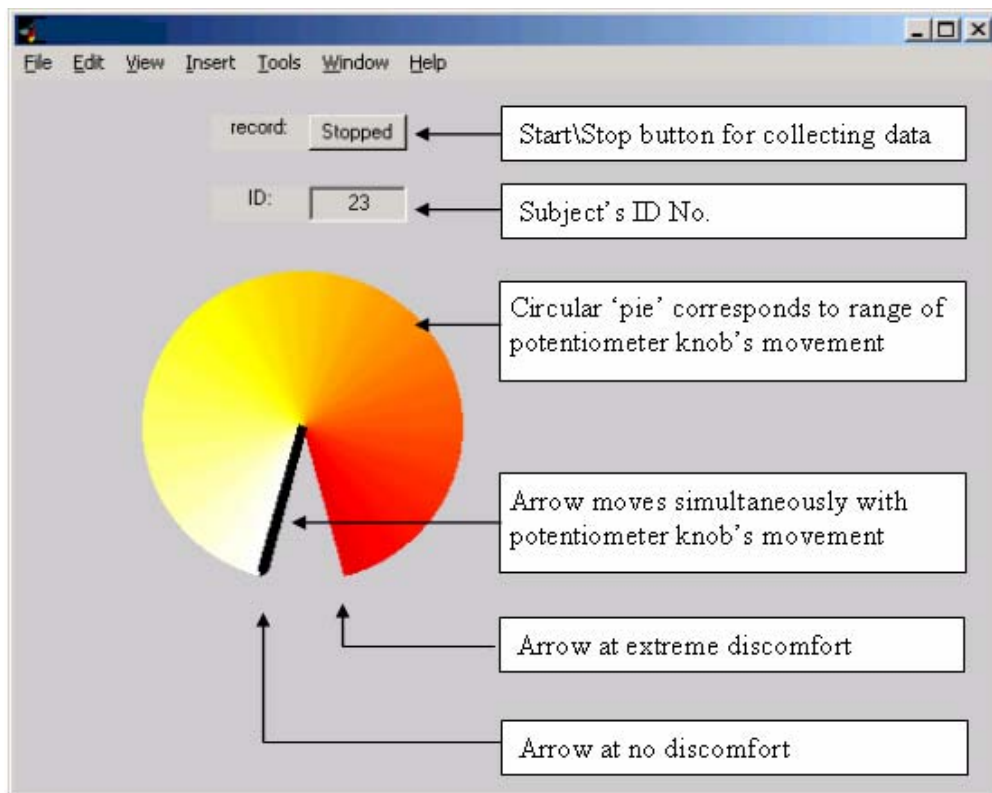 File Edit View Insert Tools Window Help
record: Stopped
Start\Stop button for collecting data
ID: 23
Subject's ID No.
Circular ‘pie’ corresponds to range of
potentiometer knob's movement
Arrow moves simultaneously with
potentiometer knob's movement
Arrow at extreme discomfort
Arrow at no discomfort